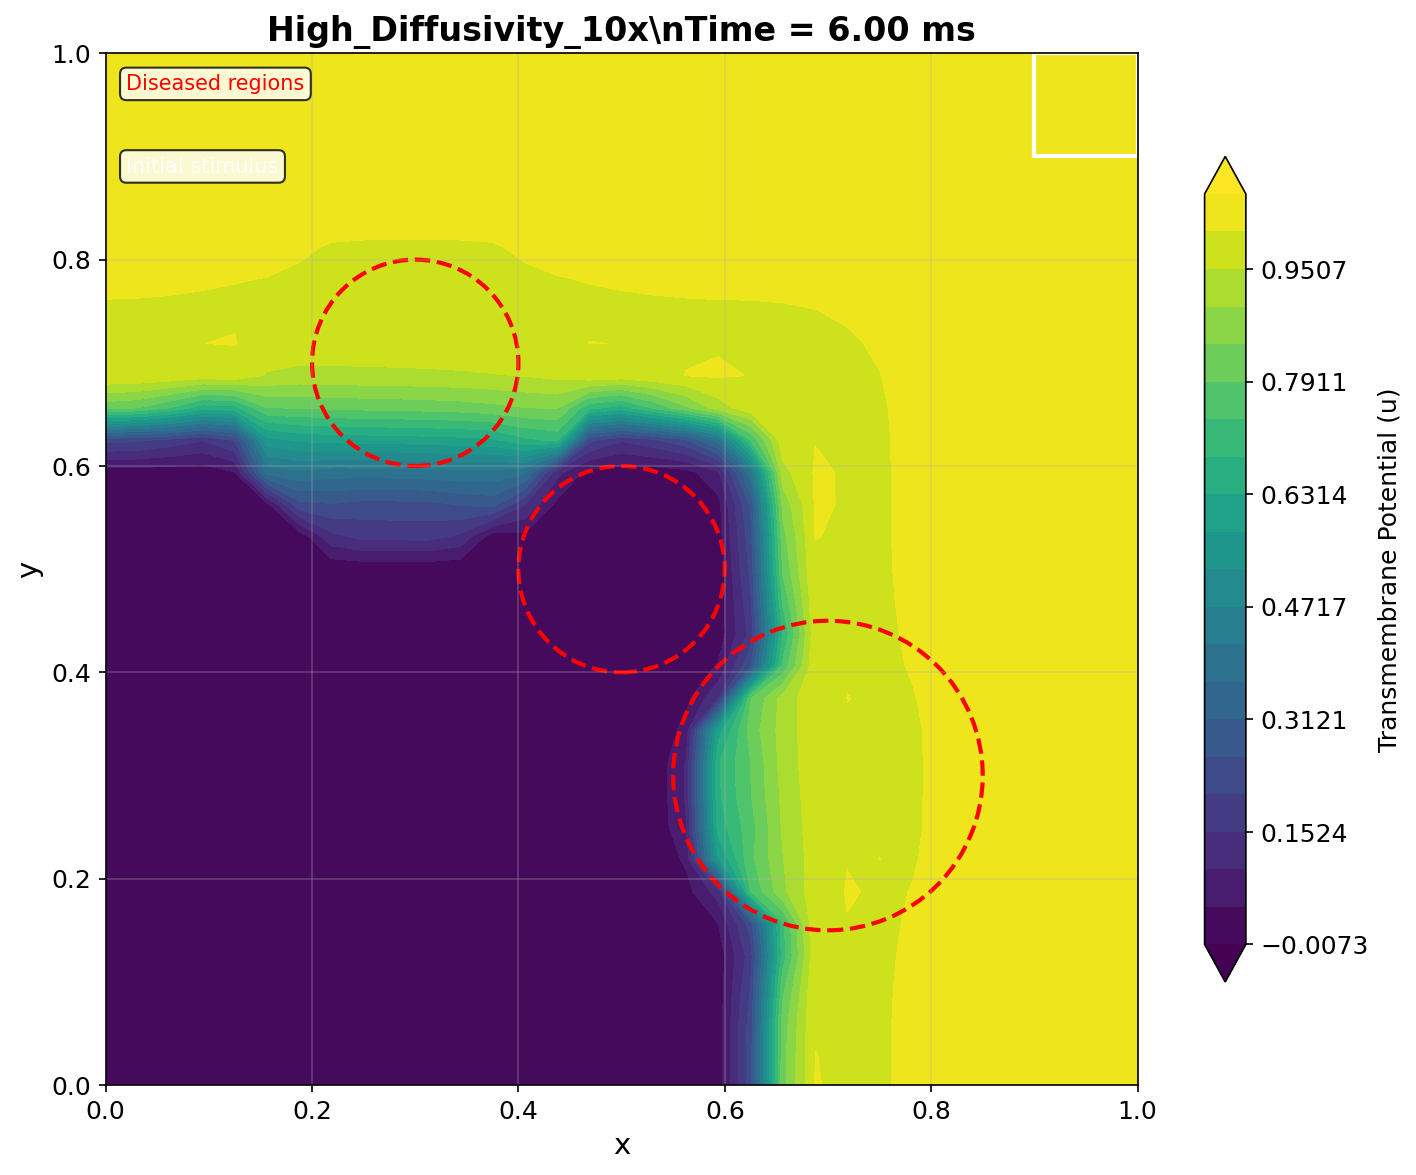 High_Diffusivity_10x\nTime = 6.00 ms
1.0
Diseased regions
Initial stimulus
0.8
0.6
0.4
0.2
0.0
y
0.0 0.2 0.4 0.6 0.8 1.0
x
0.9507
0.7911
0.6314
0.4717
0.3121
0.1524
−0.0073
Transmembrane Potential (u)